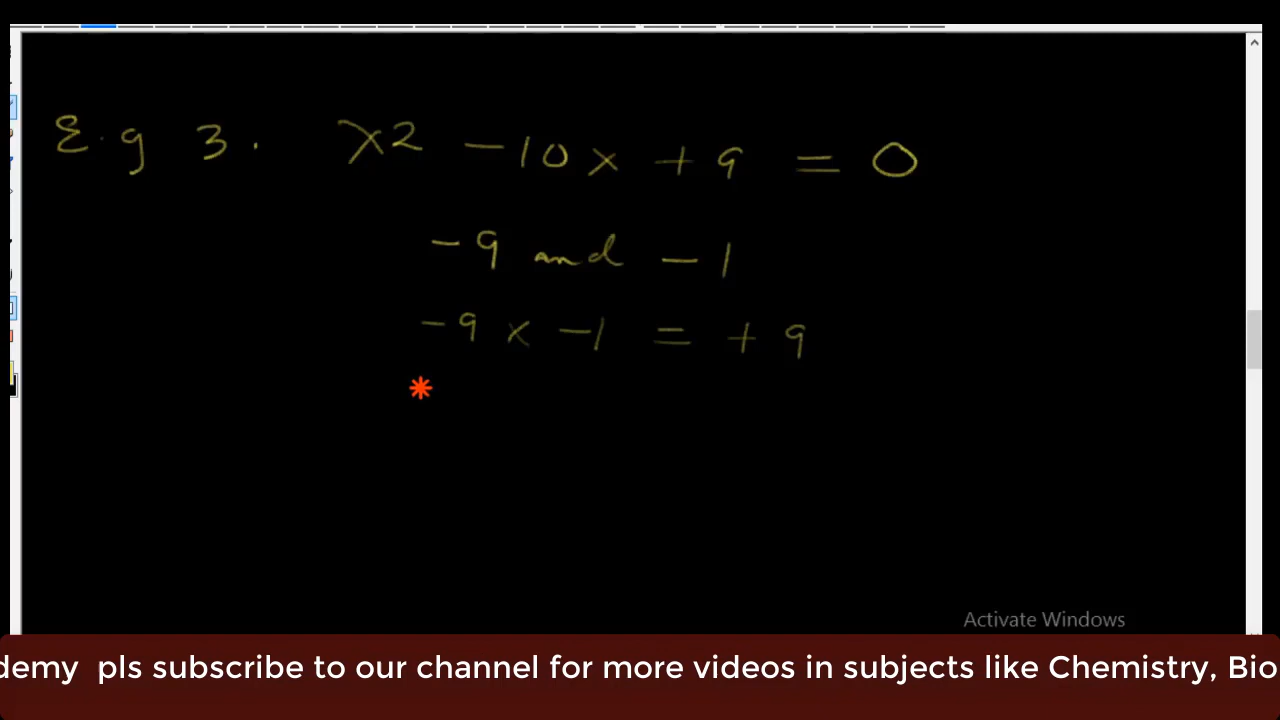 E.g 3. x2 -10x + 9 = 0
-9 and -1
-9 x -1 = + 9
Activate Windows
demy pls subscribe to our channel for more videos in subjects like Chemistry, Bio